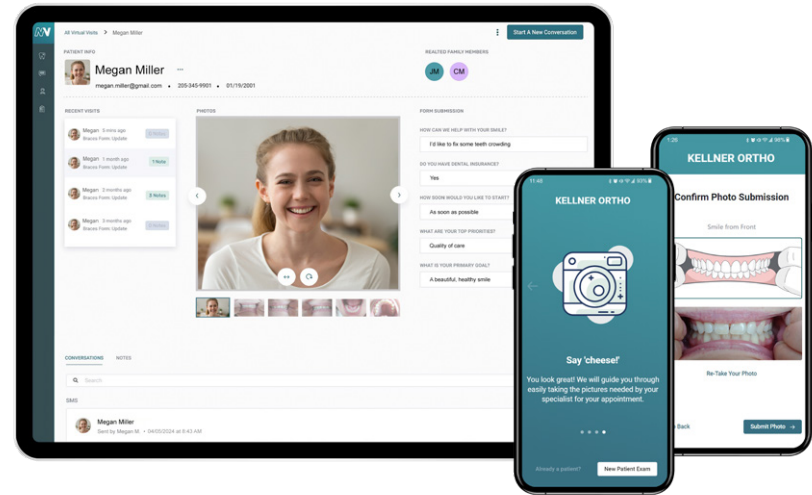 NV
All Virtual Visits > Megan Miller
Start A New Conversation
PATIENT INFO
REALTED FAMILY MEMBERS
Megan Miller
JM
CM
megan.miller@gmail.com • 205-345-9901 • 01/19/2001
RECENT VISITS
Megan 3 mins ago
Braces Form: Update
Megan 1 month ago
Braces Form: Update
1 Note
Megan 2 months ago
Braces Form: Update
Megan 3 months ago
Braces Form: Update
PHOTOS
FORM SUBMISSION
HOW CAN WE HELP WITH YOUR SMILE?
I'd like to fix some teeth crowding
DO YOU HAVE DENTAL INSURANCE?
Yes
HOW SOON WOULD YOU LIKE TO START?
As soon as possible
WHAT ARE YOUR TOP PRIORITIES?
Quality of care
WHAT IS YOUR PRIMARY GOAL?
A beautiful, healthy smile
CONVERSATIONS
NOTES
Search
SMS
Megan Miller
Sent by Megan M. • 04/05/2024 at 8:43 AM
11:40
KELLNER ORTHO
Say 'cheese!'
You look great! We will guide you through
easily taking the pictures needed by your
specialist for your appointment.
Already a patient?
New Patient Exam
1:25
98%
KELLNER ORTHO
Confirm Photo Submission
Smile from Front
Re-Take Your Photo
Back
Submit Photo →